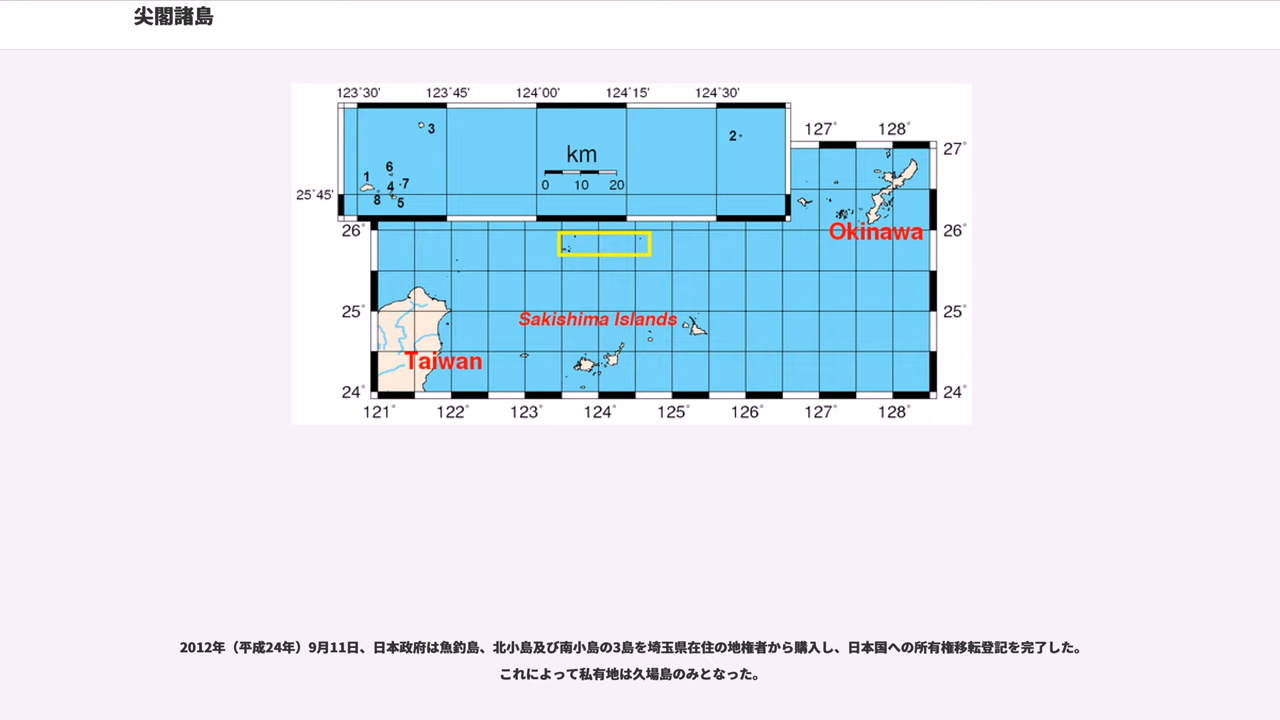 尖閣諸島
123°30' 123°45' 124°00' 124°15' 124°30'
127° 128°
3
2
km
6
1
4
7
0 10 20
8
5
25°45'
27°
26°
26°
Okinawa
25°
25°
Sakishima Islands
Taiwan
24°
24°
121° 122° 123° 124° 125° 126° 127° 128°
2012年（平成24年）9月11日、日本政府は魚釣島、北小島及び南小島の3島を埼玉県在住の地権者から購入し、日本国への所有権移転登記を完了した。
これによって私有地は久場島のみとなった。